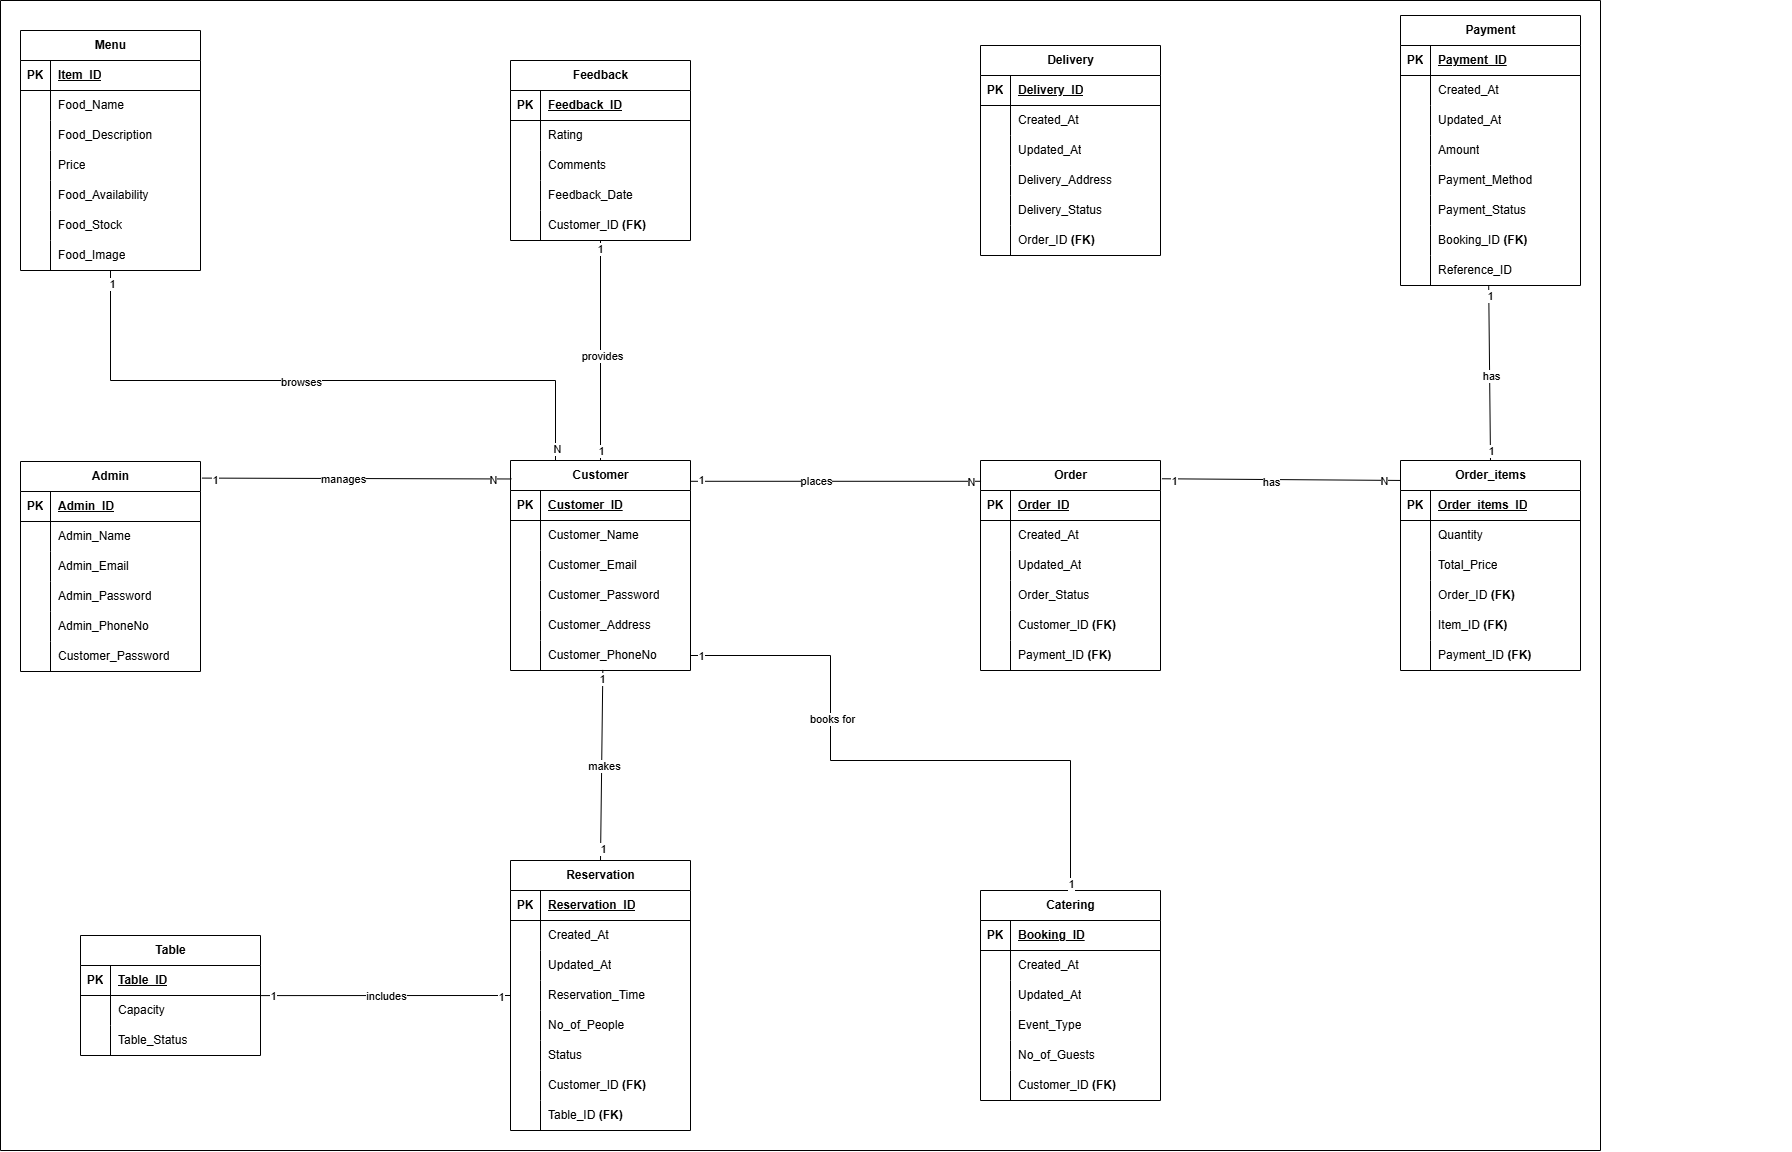 Menu
PK Item_ID
Food_Name
Food_Description
Price
Food_Availability
Food_Stock
Food_Image
Feedback
PK Feedback_ID
Rating
Comments
Feedback_Date
Customer_ID (FK)
Delivery
PK Delivery_ID
Created_At
Updated_At
Delivery_Address
Delivery_Status
Order_ID (FK)
Payment
PK Payment_ID
Created_At
Updated_At
Amount
Payment_Method
Payment_Status
Booking_ID (FK)
Reference_ID
1
browses
N
1
provides
1
1
has
1
Admin
PK Admin_ID
Admin_Name
Admin_Email
Admin_Password
Admin_PhoneNo
Customer_Password
1 manages N
Customer
PK Customer_ID
Customer_Name
Customer_Email
Customer_Password
Customer_Address
Customer_PhoneNo
1 places N
Order
PK Order_ID
Created_At
Updated_At
Order_Status
Customer_ID (FK)
Payment_ID (FK)
1 has N
Order_items
PK Order_items_ID
Quantity
Total_Price
Order_ID (FK)
Item_ID (FK)
Payment_ID (FK)
1
makes
1
1
books for
1
Table
PK Table_ID
Capacity
Table_Status
1 includes 1
Reservation
PK Reservation_ID
Created_At
Updated_At
Reservation_Time
No_of_People
Status
Customer_ID (FK)
Table_ID (FK)
Catering
PK Booking_ID
Created_At
Updated_At
Event_Type
No_of_Guests
Customer_ID (FK)